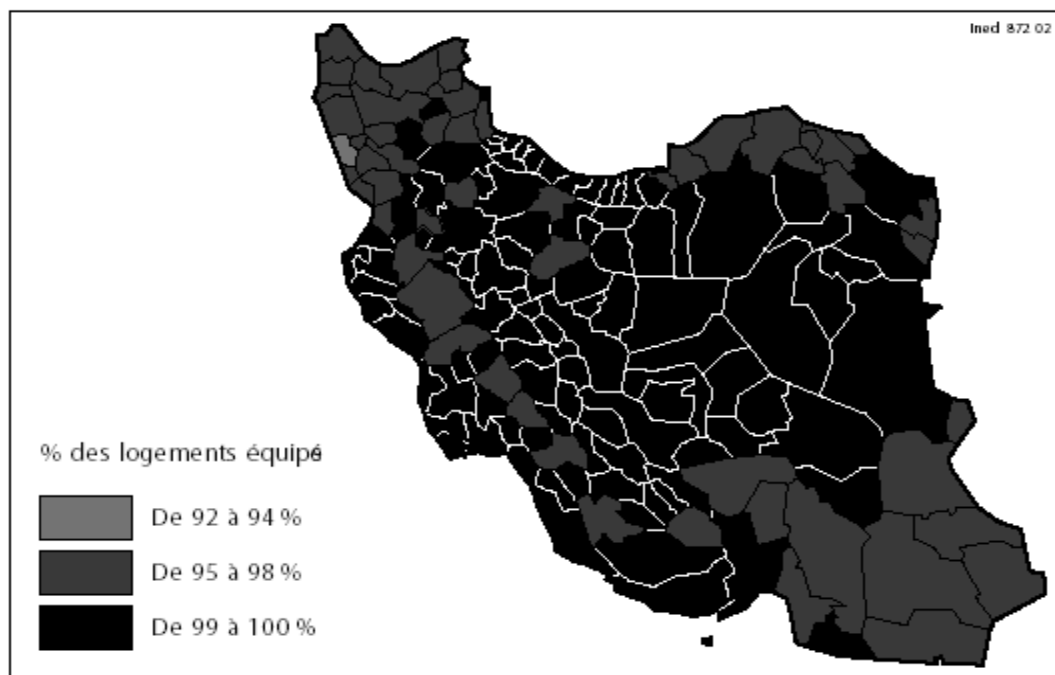 Ined 872 02
% des logements équipé
De 92 à 94 %
De 95 à 98 %
De 99 à 100 %